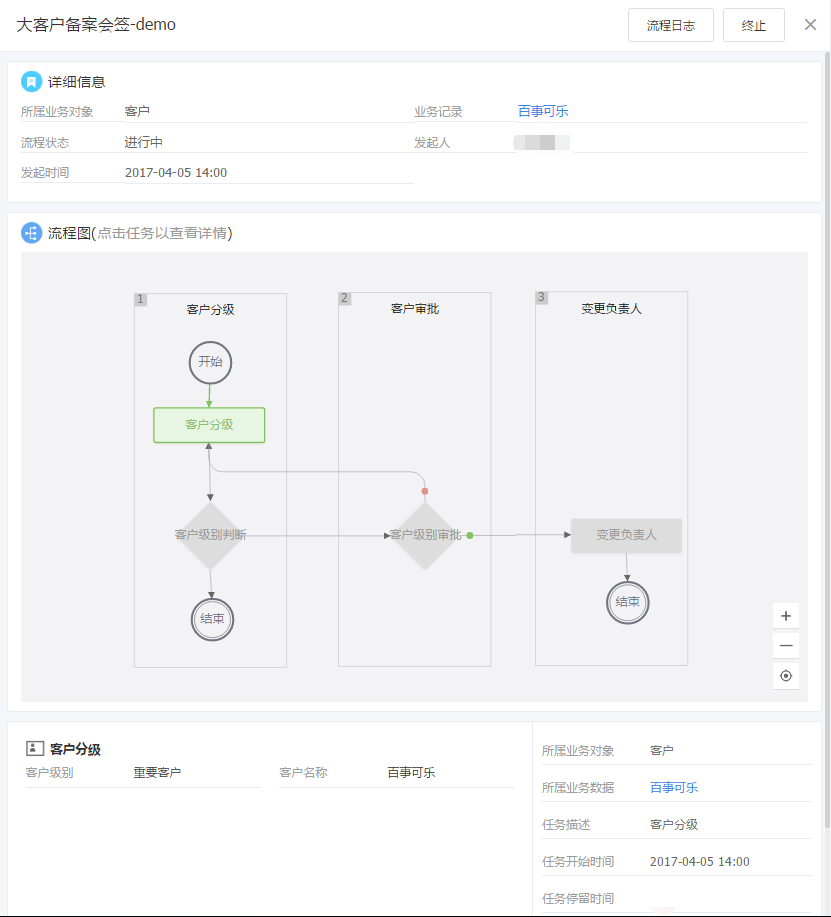 大客户备案会签-demo
流程日志
终止
详细信息
所属业务对象 客户 业务记录 百事可乐
流程状态 进行中 发起人
发起时间 2017-04-05 14:00
流程图(点击任务以查看详情)
1 客户分级
2 客户审批
3 变更负责人
开始
客户分级
客户级别判断
客户级别审批
变更负责人
结束
结束
客户分级
客户级别 重要客户 客户名称 百事可乐
所属业务对象 客户
所属业务数据 百事可乐
任务描述 客户分级
任务开始时间 2017-04-05 14:00
任务停留时间